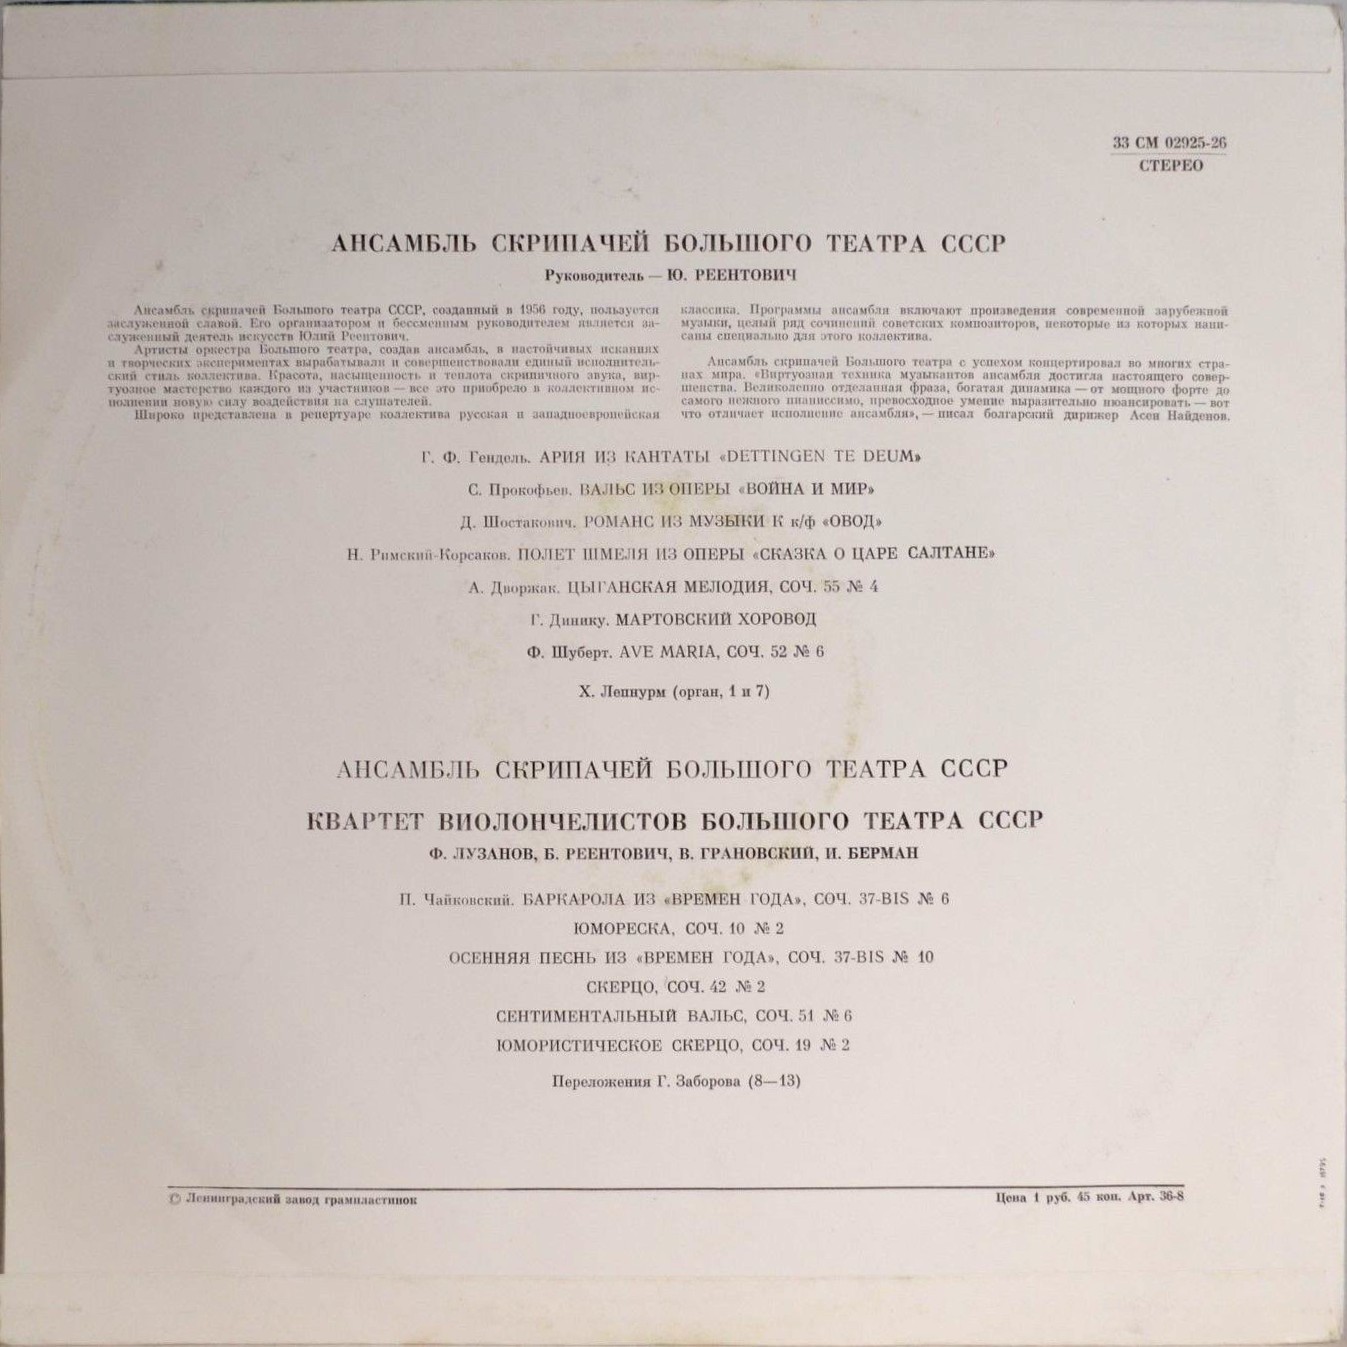 33 СМ 02925-26
СТЕРЕО
АНСАМБЛЬ СКРИПАЧЕЙ БОЛЬШОГО ТЕАТРА СССР
Руководитель — Ю. РЕЕНТОВИЧ
Ансамбль скрипачей Большого театра СССР, созданный в 1956 году, пользуется
заслуженной славой. Его организатором и бессменным руководителем является за-
служенный деятель искусств Юлий Реентович.
Артисты оркестра Большого театра, создав ансамбль, в настойчивых исканиях
и творческих экспериментах вырабатывали и совершенствовали единый исполнитель-
ский стиль коллектива. Красота, насыщенность и теплота скрипичного звука, вир-
туозное мастерство каждого из участников — все это приобрело в коллективном ис-
полнении новую силу воздействия на слушателей.
Широко представлена в репертуаре коллектива русская и западноевропейская
классика. Программы ансамбля включают произведения современной зарубежной
музыки, целый ряд сочинений советских композиторов, некоторые из которых напи-
саны специально для этого коллектива.
Ансамбль скрипачей Большого театра с успехом концертировал во многих стра-
нах мира. «Виртуозная техника музыкантов ансамбля достигла настоящего совер-
шенства. Великолепно отделанная фраза, богатая динамика — от мощного форте до
самого нежного пианиссимо, превосходное умение выразительно нюансировать — вот
что отличает исполнение ансамбля», — писал болгарский дирижер Асен Найденов.
Г. Ф. Гендель. АРИЯ ИЗ КАНТАТЫ «DETTINGEN TE DEUM»
С. Прокофьев. ВАЛЬС ИЗ ОПЕРЫ «ВОЙНА И МИР»
Д. Шостакович. РОМАНС ИЗ МУЗЫКИ К к/ф «ОВОД»
Н. Римский-Корсаков. ПОЛЕТ ШМЕЛЯ ИЗ ОПЕРЫ «СКАЗКА О ЦАРЕ САЛТАНЕ»
А. Дворжак. ЦЫГАНСКАЯ МЕЛОДИЯ, СОЧ. 55 № 4
Г. Динику. МАРТОВСКИЙ ХОРОВОД
Ф. Шуберт. AVE MARIA, СОЧ. 52 № 6
Х. Лепнурм (орган, 1 и 7)
АНСАМБЛЬ СКРИПАЧЕЙ БОЛЬШОГО ТЕАТРА СССР
КВАРТЕТ ВИОЛОНЧЕЛИСТОВ БОЛЬШОГО ТЕАТРА СССР
Ф. ЛУЗАНОВ, Б. РЕЕНТОВИЧ, В. ГРАНОВСКИЙ, И. БЕРМАН
П. Чайковский. БАРКАРОЛА ИЗ «ВРЕМЕН ГОДА», СОЧ. 37-BIS № 6
ЮМОРЕСКА, СОЧ. 10 № 2
ОСЕННЯЯ ПЕСНЬ ИЗ «ВРЕМЕН ГОДА», СОЧ. 37-BIS № 10
СКЕРЦО, СОЧ. 42 № 2
СЕНТИМЕНТАЛЬНЫЙ ВАЛЬС, СОЧ. 51 № 6
ЮМОРИСТИЧЕСКОЕ СКЕРЦО, СОЧ. 19 № 2
Переложения Г. Заборова (8—13)
© Ленинградский завод грампластинок
Цена 1 руб. 45 коп. Арт. 36-8